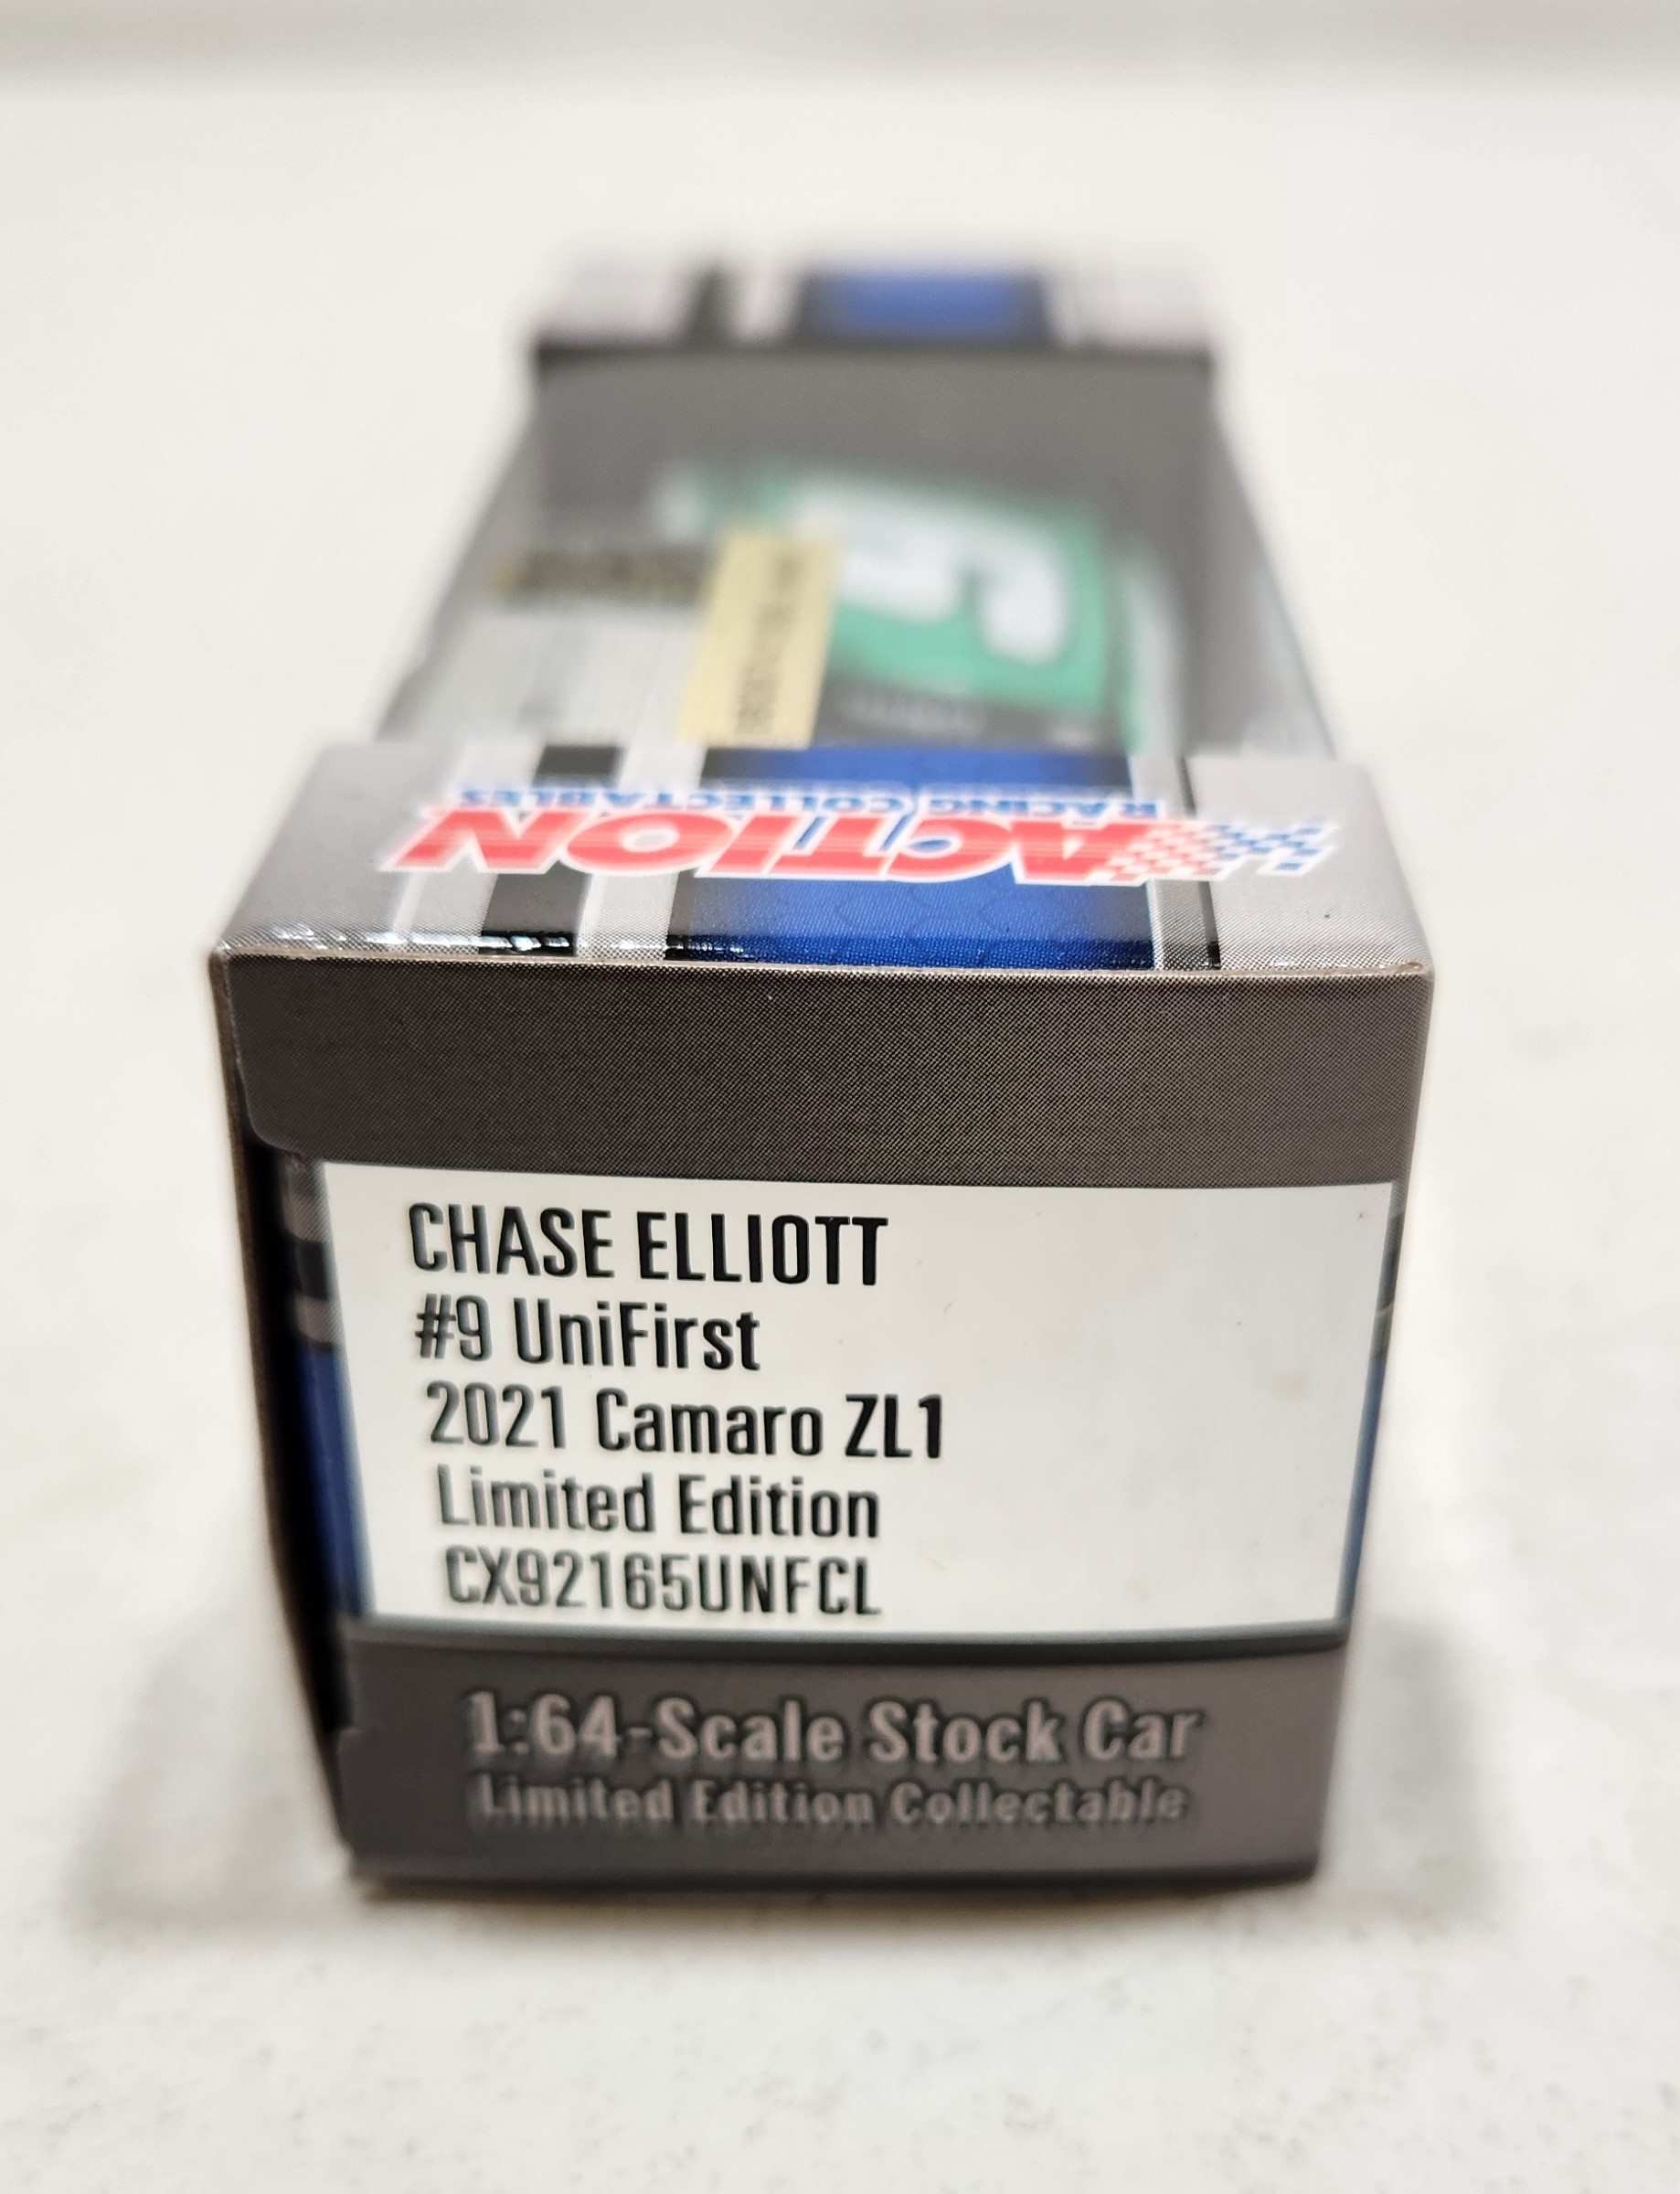 ACTION
RACING COLLECTABLES
CHASE ELLIOTT
#9 UniFirst
2021 Camaro ZL1
Limited Edition
CX92165UNFCL
1:64-Scale Stock Car
Limited Edition Collectable